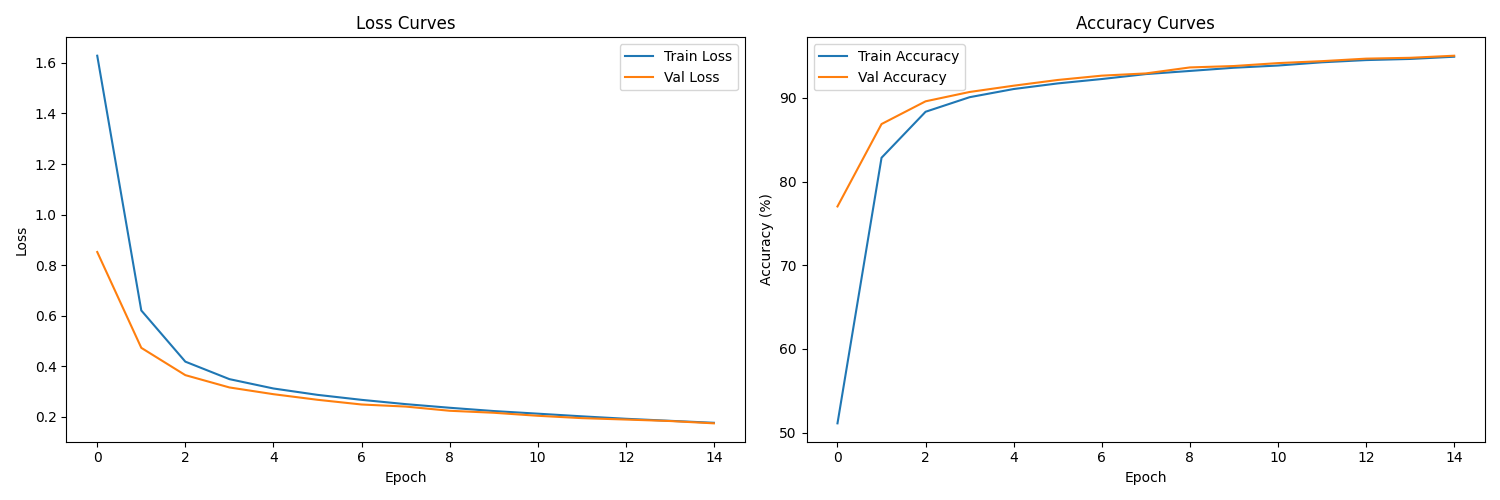 Loss Curves
Train Loss
Val Loss
1.6
1.4
1.2
1.0
0.8
0.6
0.4
0.2
Loss
0 2 4 6 8 10 12 14
Epoch
Accuracy Curves
Train Accuracy
Val Accuracy
90
80
70
60
50
Accuracy (%)
0 2 4 6 8 10 12 14
Epoch